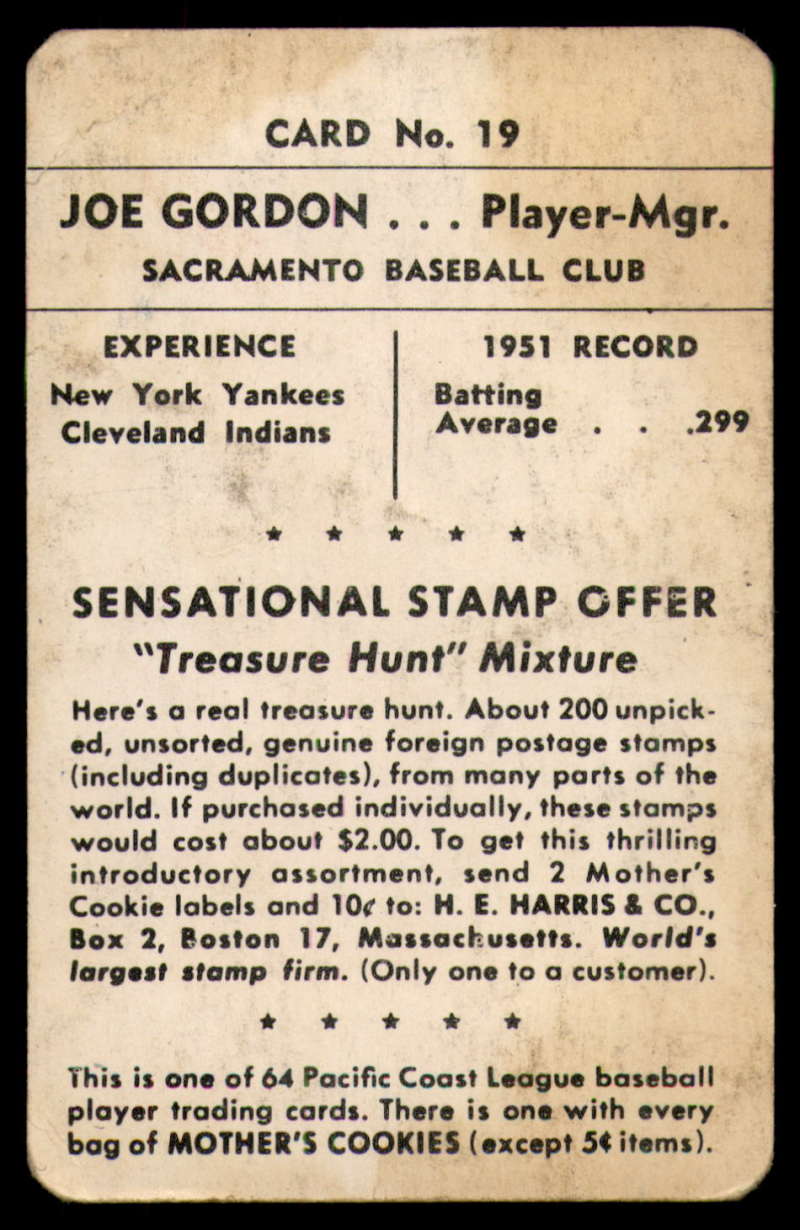 CARD No. 19
JOE GORDON . . . Player-Mgr.
SACRAMENTO BASEBALL CLUB
EXPERIENCE
New York Yankees
Cleveland Indians
1951 RECORD
Batting
Average . . .299
★ ★ ★ ★ ★
SENSATIONAL STAMP OFFER
"Treasure Hunt" Mixture
Here's a real treasure hunt. About 200 unpick-
ed, unsorted, genuine foreign postage stamps
(including duplicates), from many parts of the
world. If purchased individually, these stamps
would cost about $2.00. To get this thrilling
introductory assortment, send 2 Mother's
Cookie labels and 10¢ to: H. E. HARRIS & CO.,
Box 2, Boston 17, Massachusetts. World's
largest stamp firm. (Only one to a customer).
★ ★ ★ ★ ★
This is one of 64 Pacific Coast League baseball
player trading cards. There is one with every
bag of MOTHER'S COOKIES (except 5¢ items).